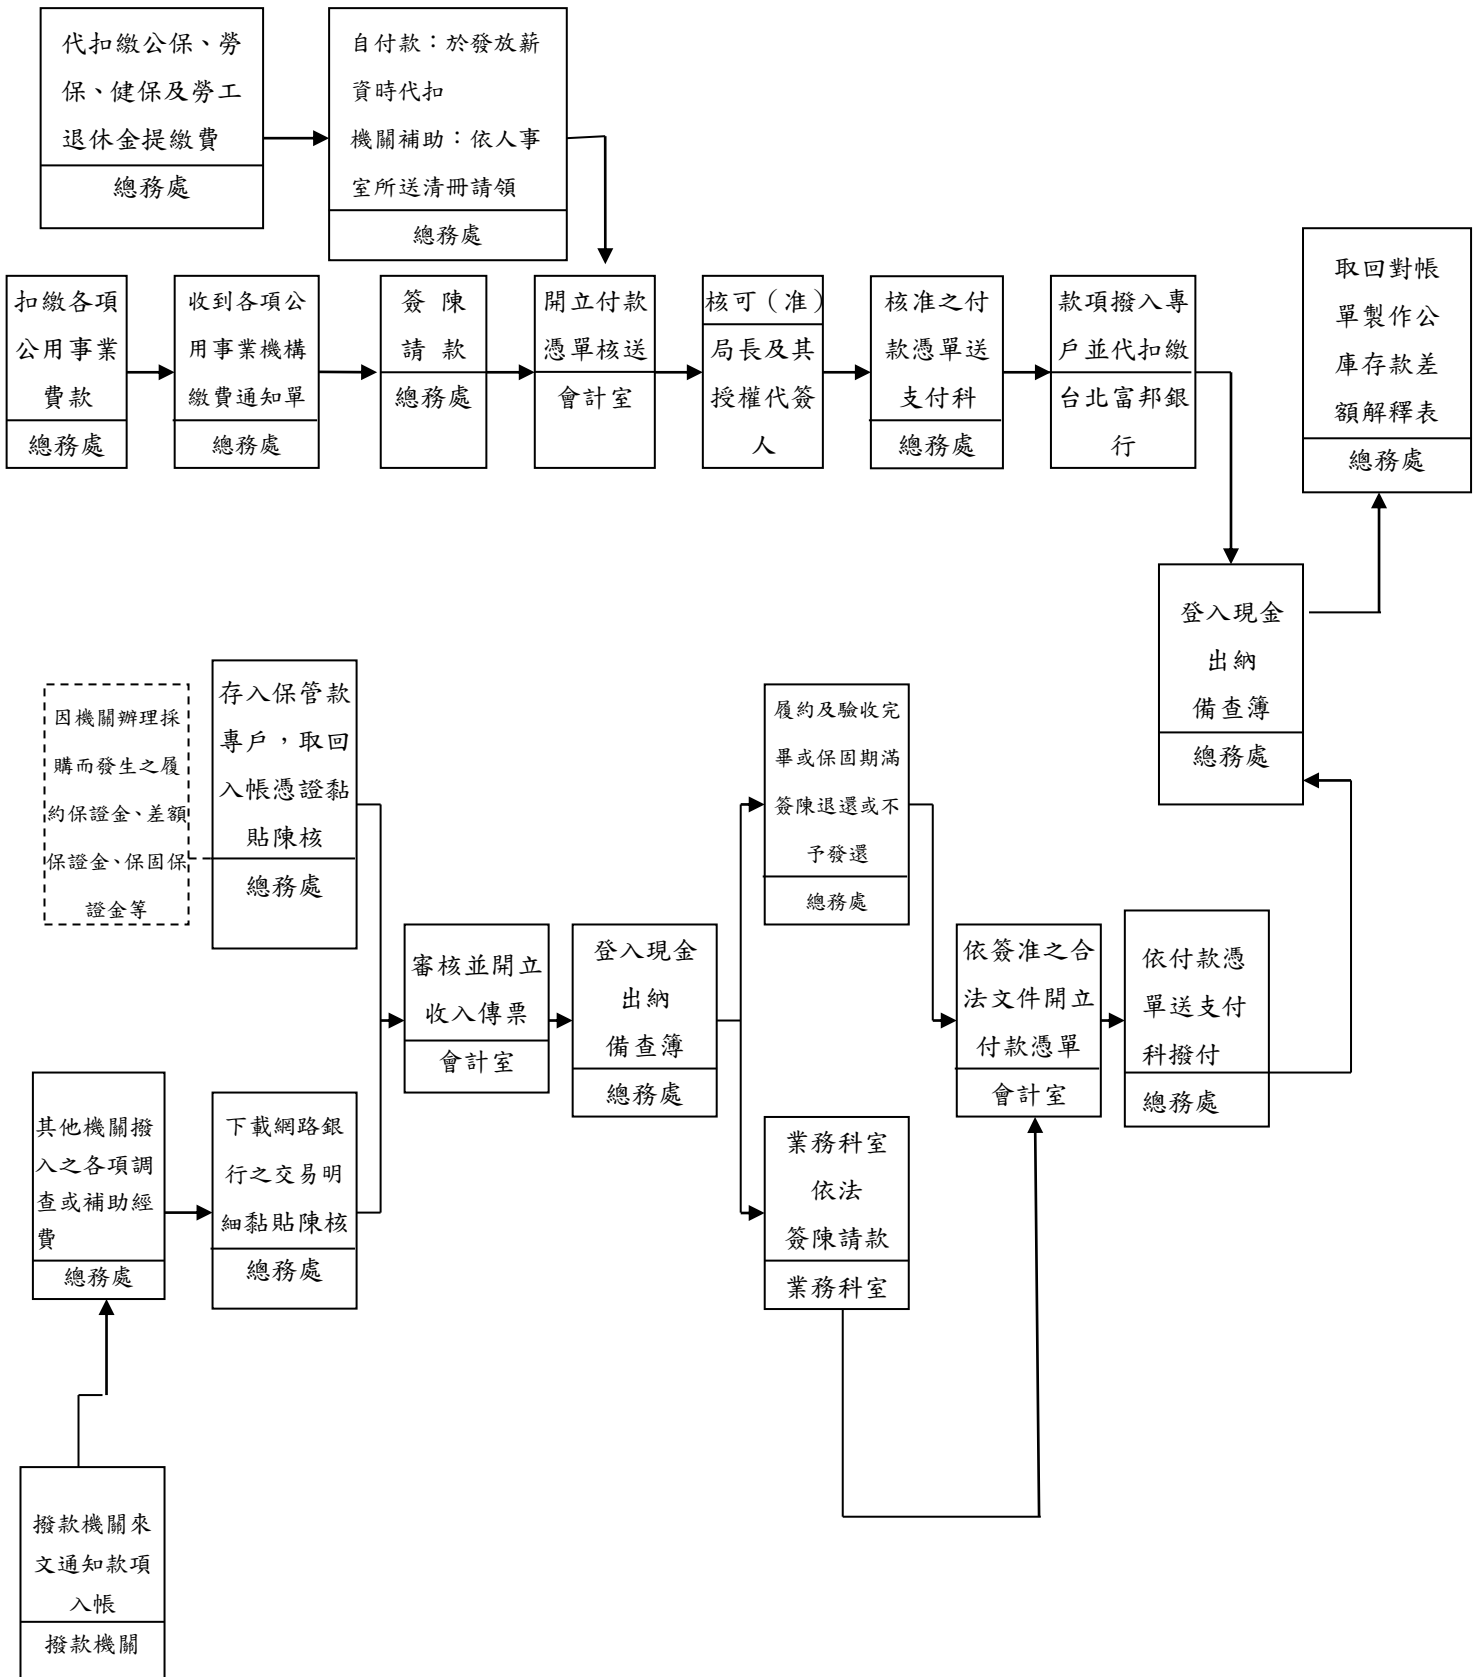 代扣繳公保、勞
保、健保及勞工
退休金提繳費
總務處
自付款：於發放薪
資時代扣
機關補助：依人事
室所送清冊請領
總務處
扣繳各項
公用事業
費款
總務處
收到各項公
用事業機構
繳費通知單
總務處
簽 陳
請 款
總務處
開立付款
憑單核送
會計室
核可（准）
局長及其
授權代簽
人
核准之付
款憑單送
支付科
總務處
款項撥入專
戶並代扣繳
台北富邦銀
行
取回對帳
單製作公
庫存款差
額解釋表
總務處
登入現金
出納
備查簿
總務處
因機關辦理採
購而發生之履
約保證金、差額
保證金、保固保
證金等
存入保管款
專戶，取回
入帳憑證黏
貼陳核
總務處
履約及驗收完
畢或保固期滿
簽陳退還或不
予發還
總務處
審核並開立
收入傳票
會計室
登入現金
出納
備查簿
總務處
依簽准之合
法文件開立
付款憑單
會計室
依付款憑
單送支付
科撥付
總務處
其他機關撥
入之各項調
查或補助經
費
總務處
下載網路銀
行之交易明
細黏貼陳核
總務處
業務科室
依法
簽陳請款
業務科室
撥款機關來
文通知款項
入帳
撥款機關